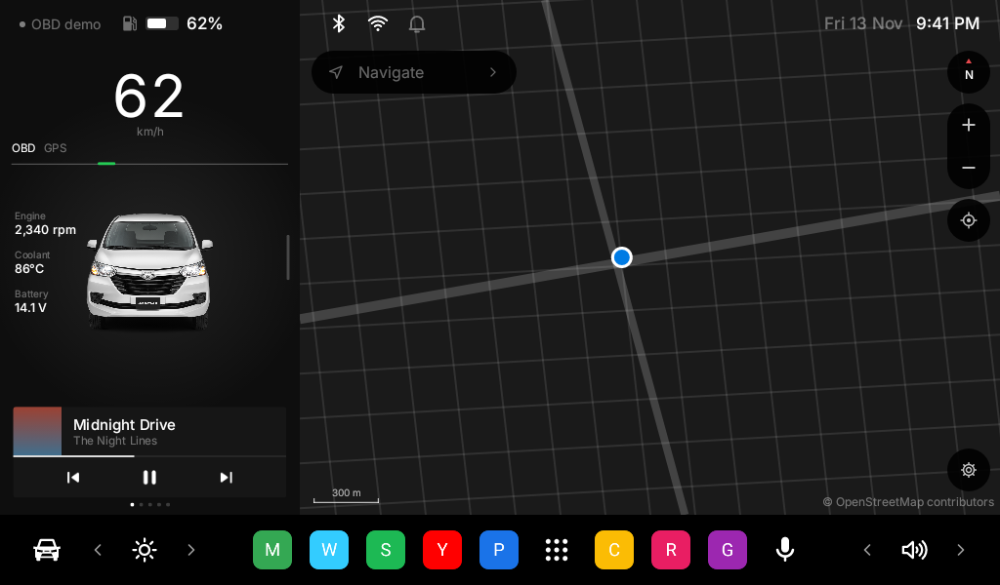 OBD demo
62%
Fri 13 Nov 9:41 PM
62
km/h
OBD GPS
Navigate
N
Engine
2,340 rpm
Coolant
86°C
Battery
14.1 V
Midnight Drive
The Night Lines
300 m
© OpenStreetMap contributors
M W S Y P C R G